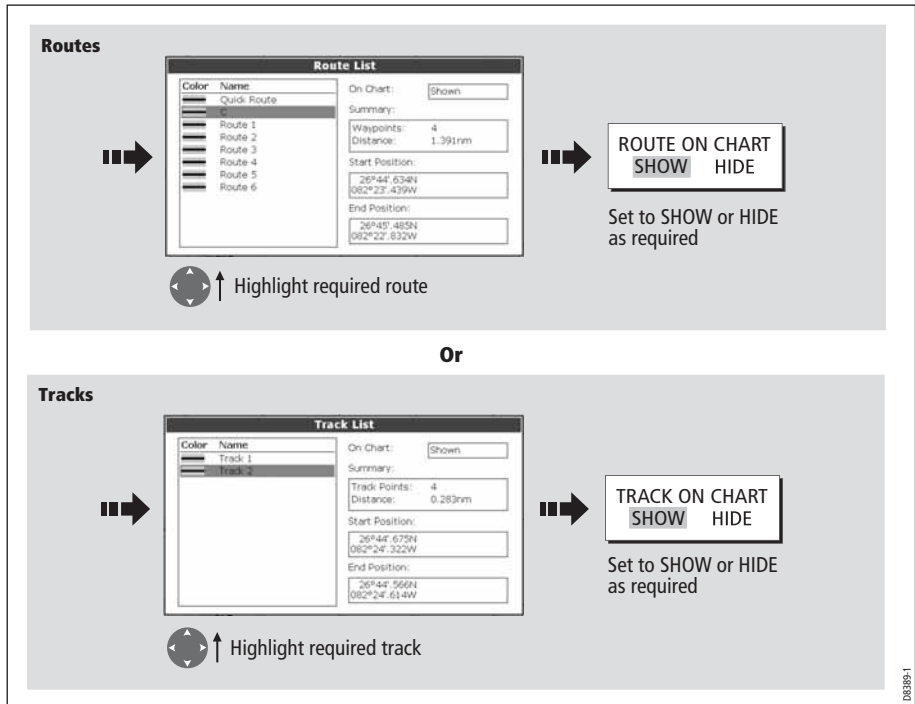 Routes
Route List
Color Name
Quick Route
C
Route 1
Route 2
Route 3
Route 4
Route 5
Route 6
On Chart: Shown
Summary:
Waypoints: 4
Distance: 1.391nm
Start Position:
26°44'.634N
082°23'.439W
End Position:
26°45'.485N
082°22'.832W
Highlight required route
ROUTE ON CHART
SHOW HIDE
Set to SHOW or HIDE
as required
Or
Tracks
Track List
Color Name
Track 1
Track 2
On Chart: Shown
Summary:
Track Points: 4
Distance: 0.283nm
Start Position:
26°44'.675N
082°24'.322W
End Position:
26°44'.566N
082°24'.614W
Highlight required track
TRACK ON CHART
SHOW HIDE
Set to SHOW or HIDE
as required
D8389-1